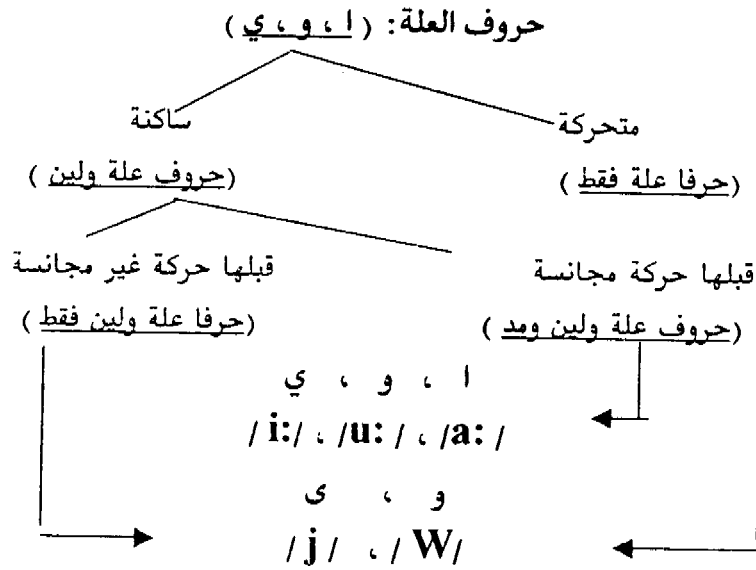 حروف العلة: (ا ، و ، ي)
متحركة ساكنة
(حرفا علة فقط) (حروف علة ولين)
قبلها حركة مجانسة قبلها حركة غير مجانسة
(حروف علة ولين ومد) (حرفا علة ولين فقط)
ا ، و ، ي
/a:/ ، /u:/ ، /i:/
و ، ى
/W/ ، /j/